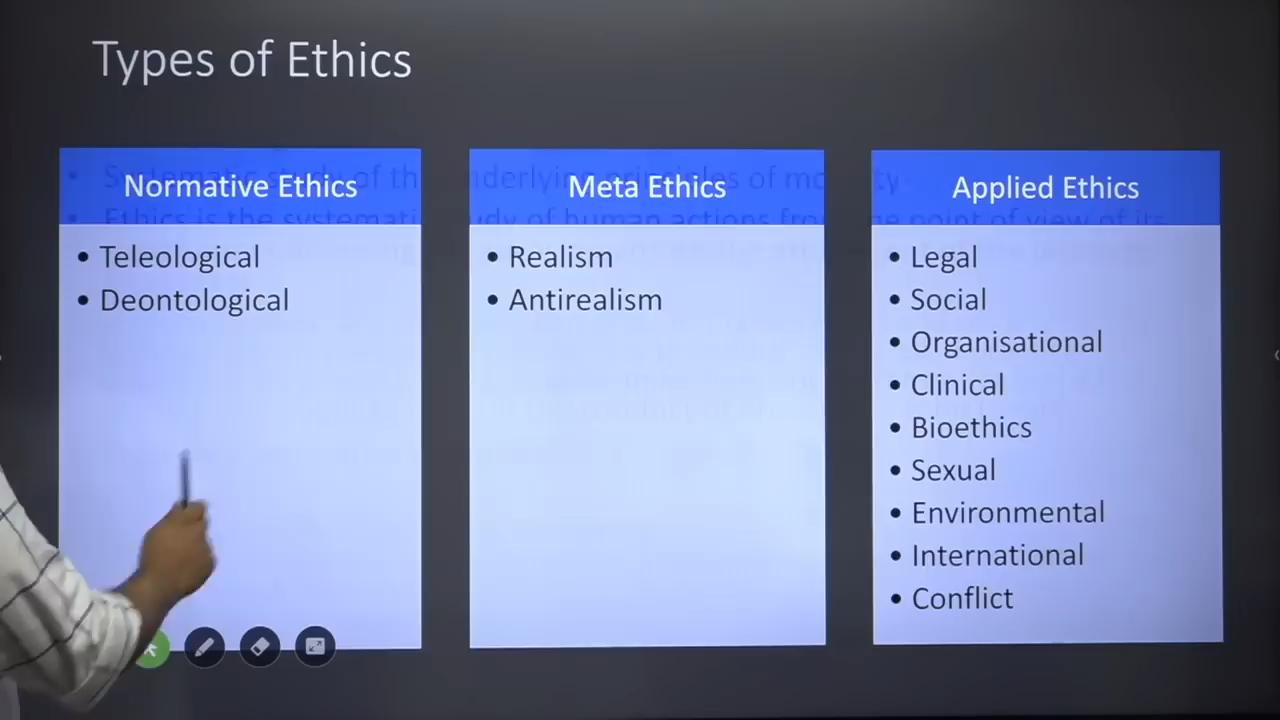 Types of Ethics
Normative Ethics
• Teleological
• Deontological
Meta Ethics
• Realism
• Antirealism
Applied Ethics
• Legal
• Social
• Organisational
• Clinical
• Bioethics
• Sexual
• Environmental
• International
• Conflict